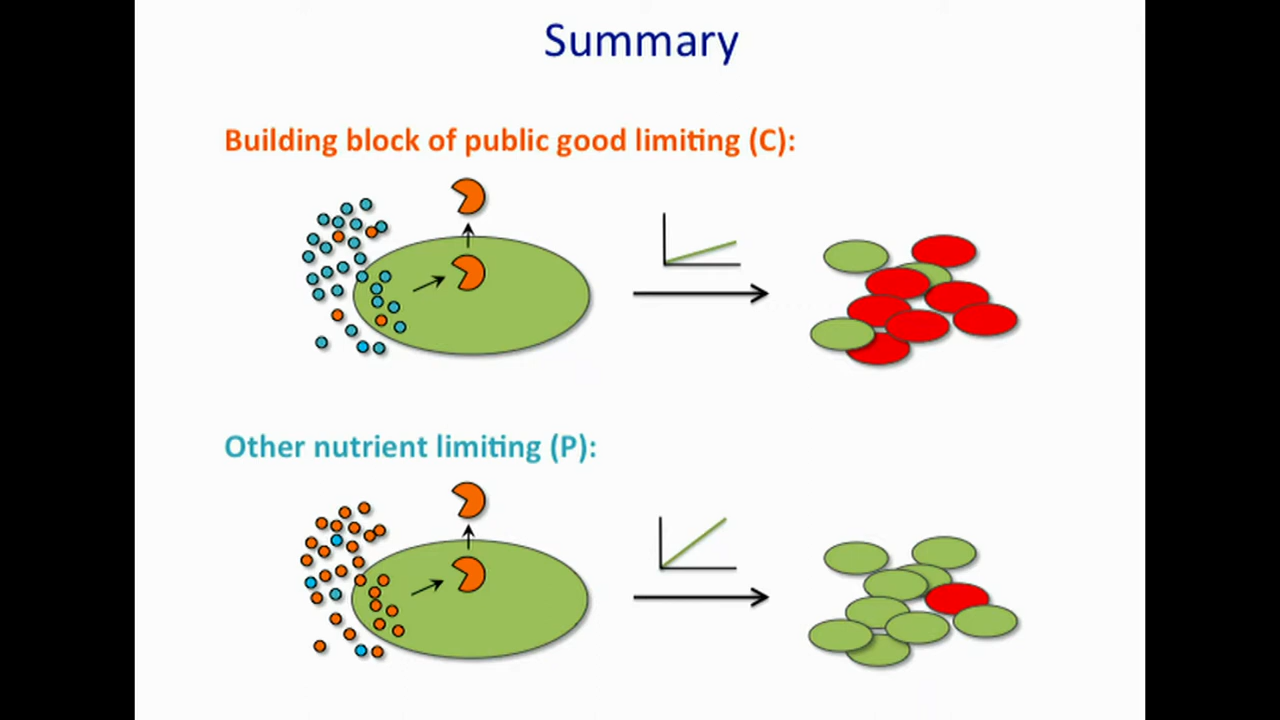 Summary
Building block of public good limiting (C):
Other nutrient limiting (P):